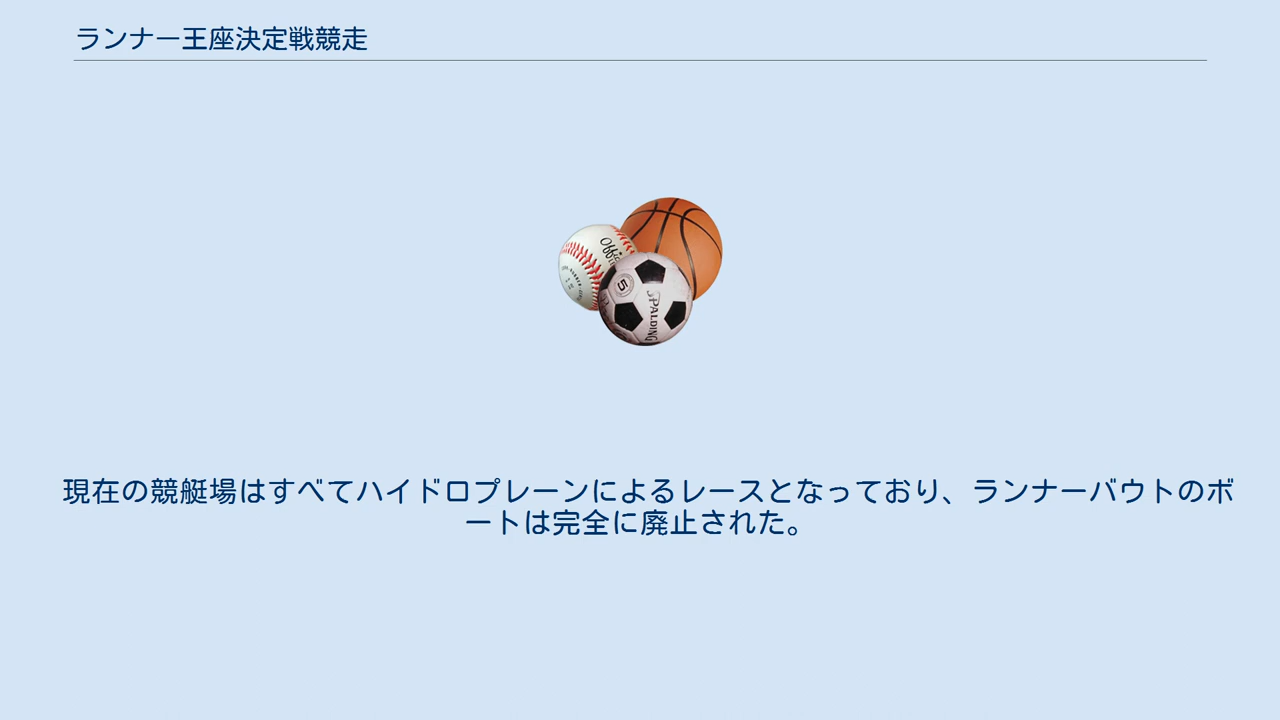 ランナー王座決定戦競走
SPALDING
5
現在の競艇場はすべてハイドロプレーンによるレースとなっており、ランナーバウトのボ
ートは完全に廃止された。